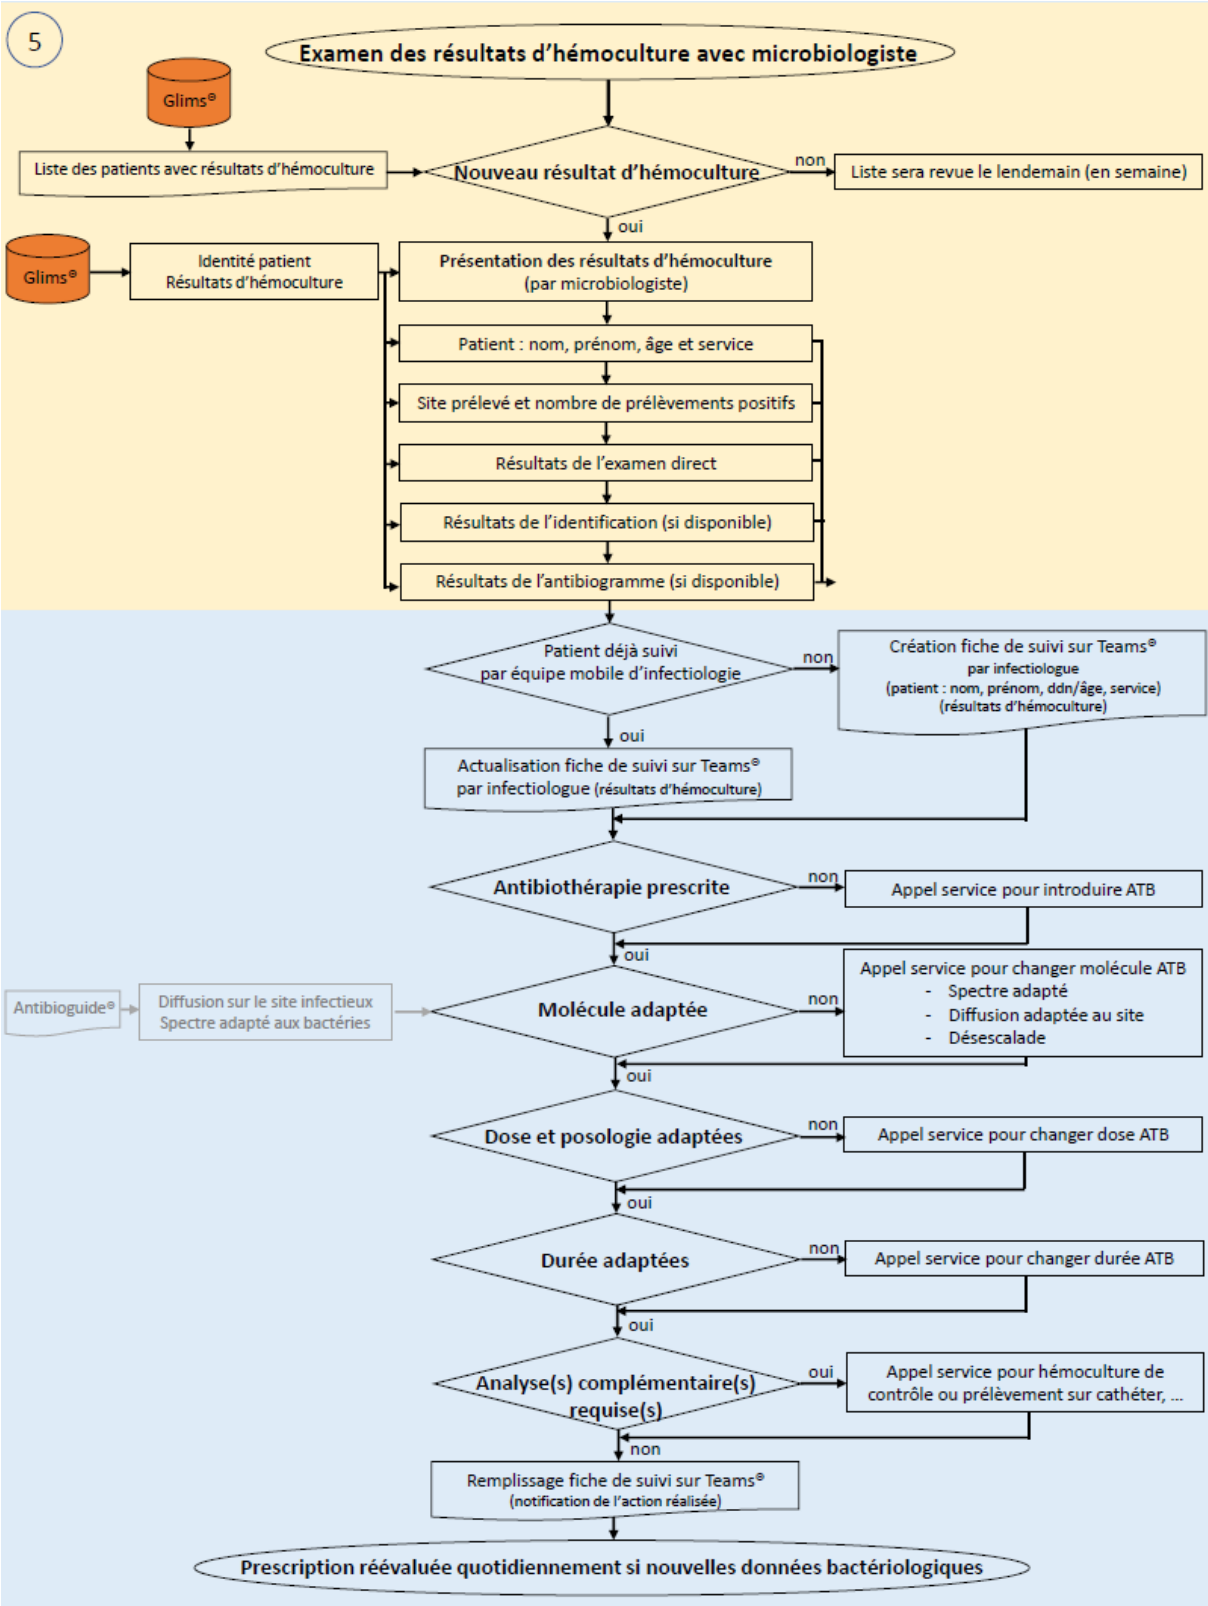 5
Examen des résultats d’hémoculture avec microbiologiste
Glims®
Liste des patients avec résultats d’hémoculture
Nouveau résultat d’hémoculture
non
Liste sera revue le lendemain (en semaine)
oui
Glims®
Identité patient
Résultats d’hémoculture
Présentation des résultats d’hémoculture
(par microbiologiste)
Patient : nom, prénom, âge et service
Site prélevé et nombre de prélèvements positifs
Résultats de l’examen direct
Résultats de l’identification (si disponible)
Résultats de l’antibiogramme (si disponible)
Patient déjà suivi
par équipe mobile d’infectiologie
non
Création fiche de suivi sur Teams®
par infectiologue
(patient : nom, prénom, ddn/âge, service)
(résultats d’hémoculture)
oui
Actualisation fiche de suivi sur Teams®
par infectiologue (résultats d’hémoculture)
Antibiothérapie prescrite
non
Appel service pour introduire ATB
oui
Antibioguide®
Diffusion sur le site infectieux
Spectre adapté aux bactéries
Molécule adaptée
non
Appel service pour changer molécule ATB
- Spectre adapté
- Diffusion adaptée au site
- Désescalade
oui
Dose et posologie adaptées
non
Appel service pour changer dose ATB
oui
Durée adaptées
non
Appel service pour changer durée ATB
oui
Analyse(s) complémentaire(s)
requise(s)
oui
Appel service pour hémoculture de
contrôle ou prélèvement sur cathéter, ...
non
Remplissage fiche de suivi sur Teams®
(notification de l’action réalisée)
Prescription réévaluée quotidiennement si nouvelles données bactériologiques